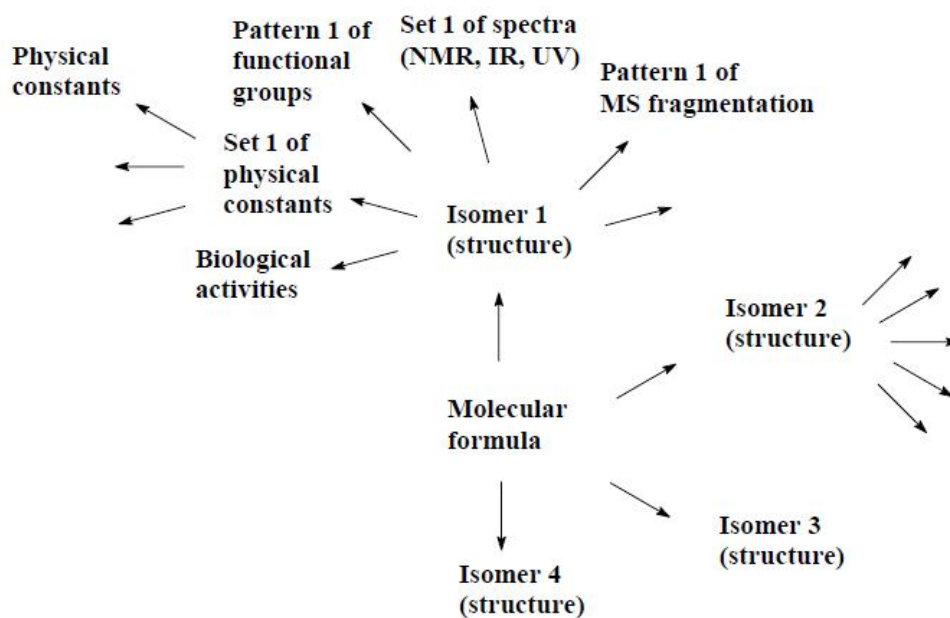 Physical
constants
Pattern 1 of
functional
groups
Set 1 of spectra
(NMR, IR, UV)
Pattern 1 of
MS fragmentation
Set 1 of
physical
constants
Isomer 1
(structure)
Biological
activities
Isomer 2
(structure)
Molecular
formula
Isomer 3
(structure)
Isomer 4
(structure)